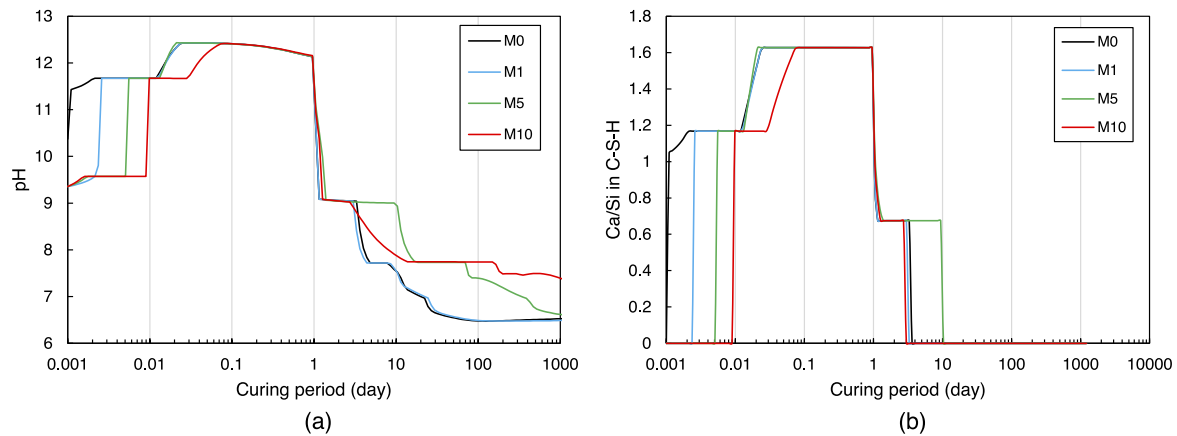 13
12
11
10
9
8
7
6
pH
0.001
0.01
0.1
1
10
100
1000
Curing period (day)
M0
M1
M5
M10
(a)
1.8
1.6
1.4
1.2
1
0.8
0.6
0.4
0.2
0
Ca/Si in C-S-H
0.001
0.01
0.1
1
10
100
1000
10000
Curing period (day)
M0
M1
M5
M10
(b)